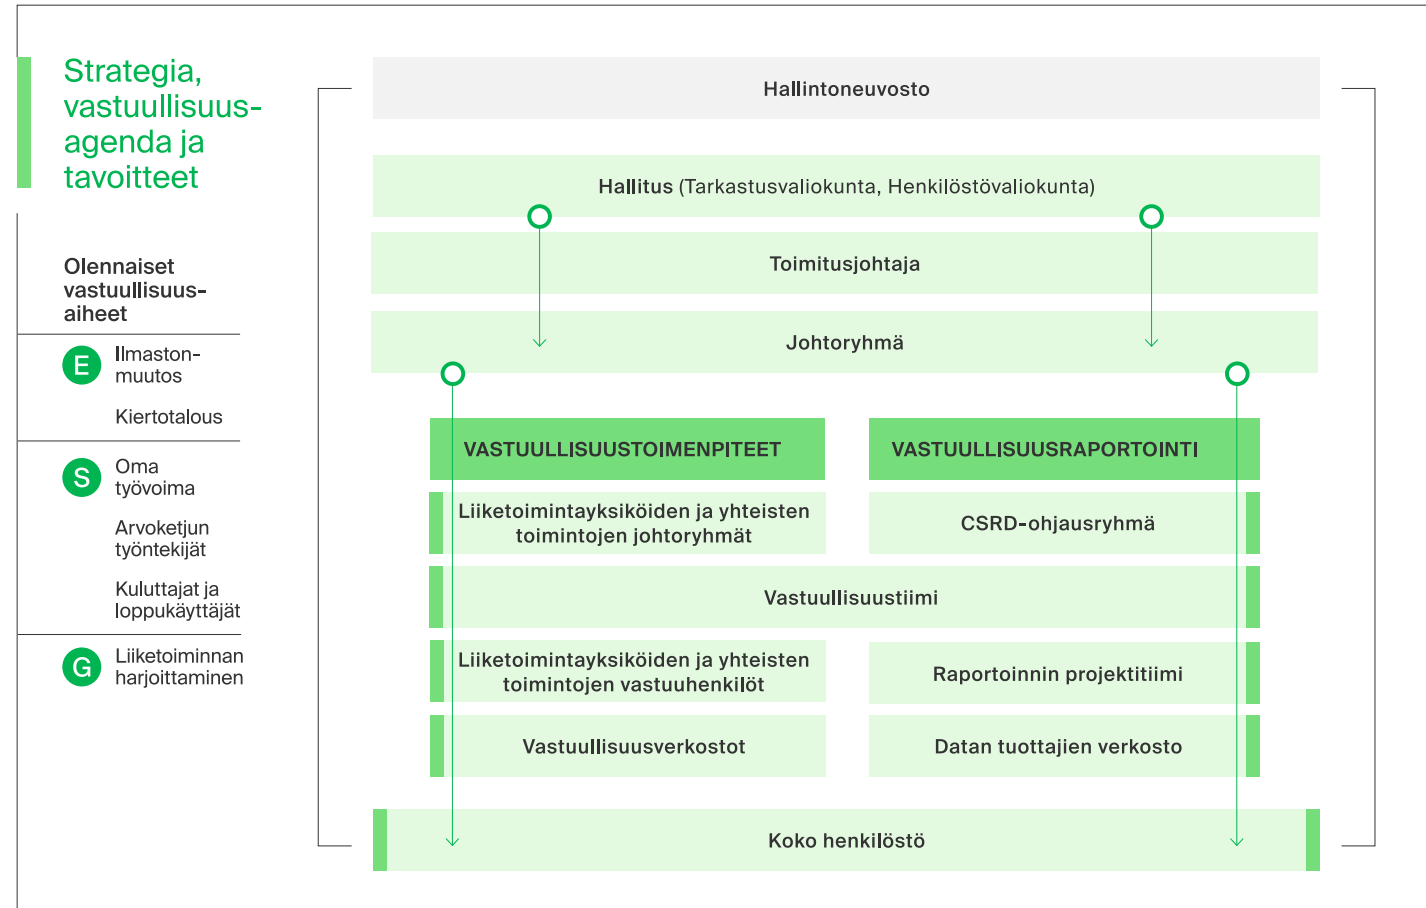 Strategia,
vastuullisuus-
agenda ja
tavoitteet
Olennaiset
vastuullisuus-
aiheet
E
Ilmaston-
muutos
Kiertotalous
S
Oma
työvoima
Arvoketjun
työntekijät
Kuluttajat ja
loppukäyttäjät
G
Liiketoiminnan
harjoittaminen
Hallintoneuvosto
Hallitus (Tarkastusvaliokunta, Henkilöstövaliokunta)
Toimitusjohtaja
Johtoryhmä
VASTUULLISUUSTOIMENPITEET
VASTUULLISUUSRAPORTOINTI
Liiketoimintayksiköiden ja yhteisten
toimintojen johtoryhmät
CSRD-ohjausryhmä
Vastuullisuustiimi
Liiketoimintayksiköiden ja yhteisten
toimintojen vastuuhenkilöt
Raportoinnin projektitiimi
Vastuullisuusverkostot
Datan tuottajien verkosto
Koko henkilöstö